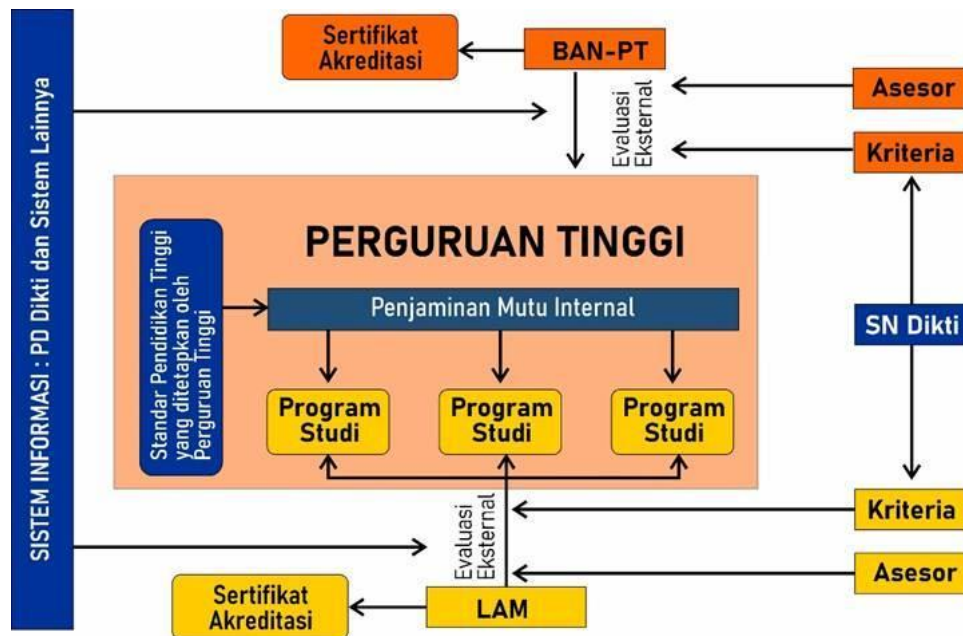 SISTEM INFORMASI : PD Dikti dan Sistem Lainnya
Sertifikat
Akreditasi
BAN-PT
Evaluasi
Eksternal
Asesor
Kriteria
PERGURUAN TINGGI
Standar Pendidikan Tinggi
yang ditetapkan oleh
Perguruan Tinggi
Penjaminan Mutu Internal
SN Dikti
Program
Studi
Program
Studi
Program
Studi
Evaluasi
Eksternal
Kriteria
Asesor
Sertifikat
Akreditasi
LAM